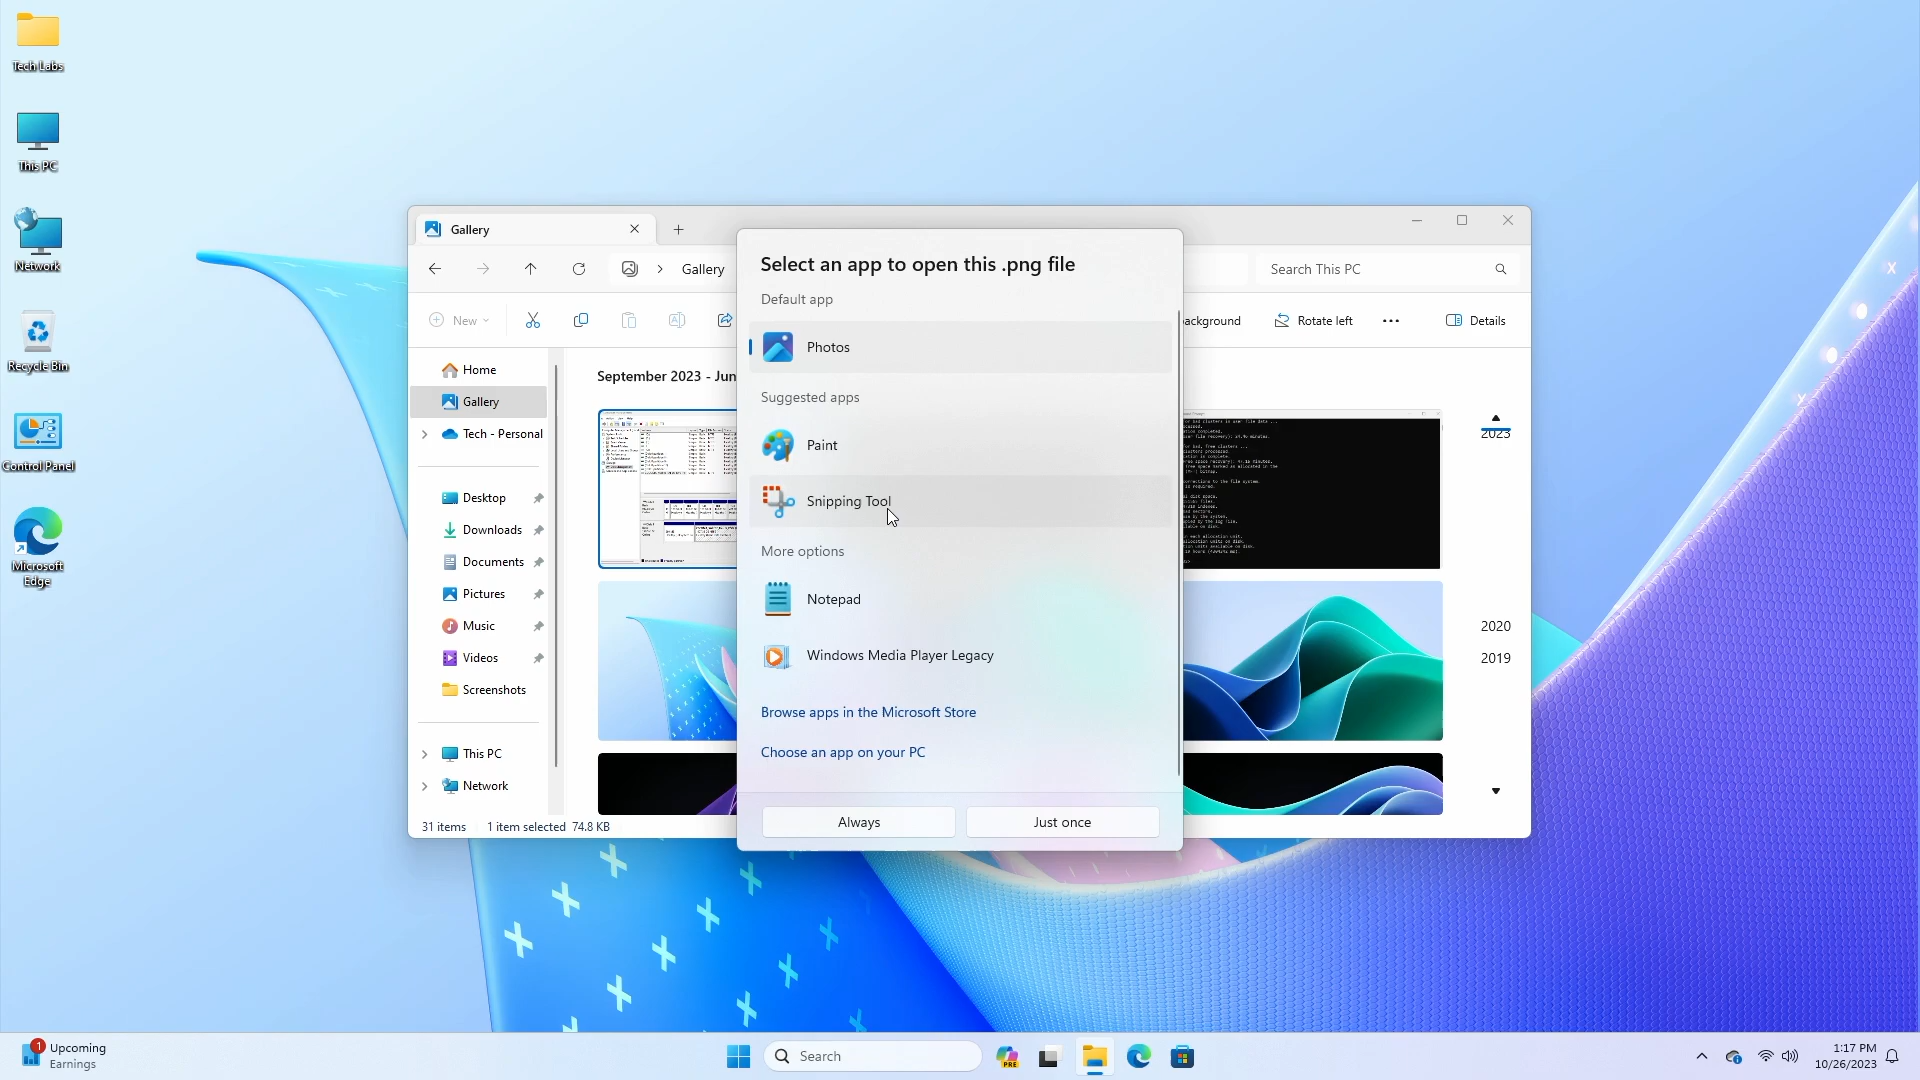 Tech Labs
This PC
Network
Recycle Bin
Control Panel
Microsoft
Edge
Gallery
Gallery
Search This PC
New
ackground
Rotate left
Details
Home
Gallery
Tech - Personal
Desktop
Downloads
Documents
Pictures
Music
Videos
Screenshots
This PC
Network
September 2023 - Jun
2023
2020
2019
31 items
1 item selected 74.8 KB
Select an app to open this .png file
Default app
Photos
Suggested apps
Paint
Snipping Tool
More options
Notepad
Windows Media Player Legacy
Browse apps in the Microsoft Store
Choose an app on your PC
Always
Just once
1
Upcoming
Earnings
Search
PRE
1:17 PM
10/26/2023